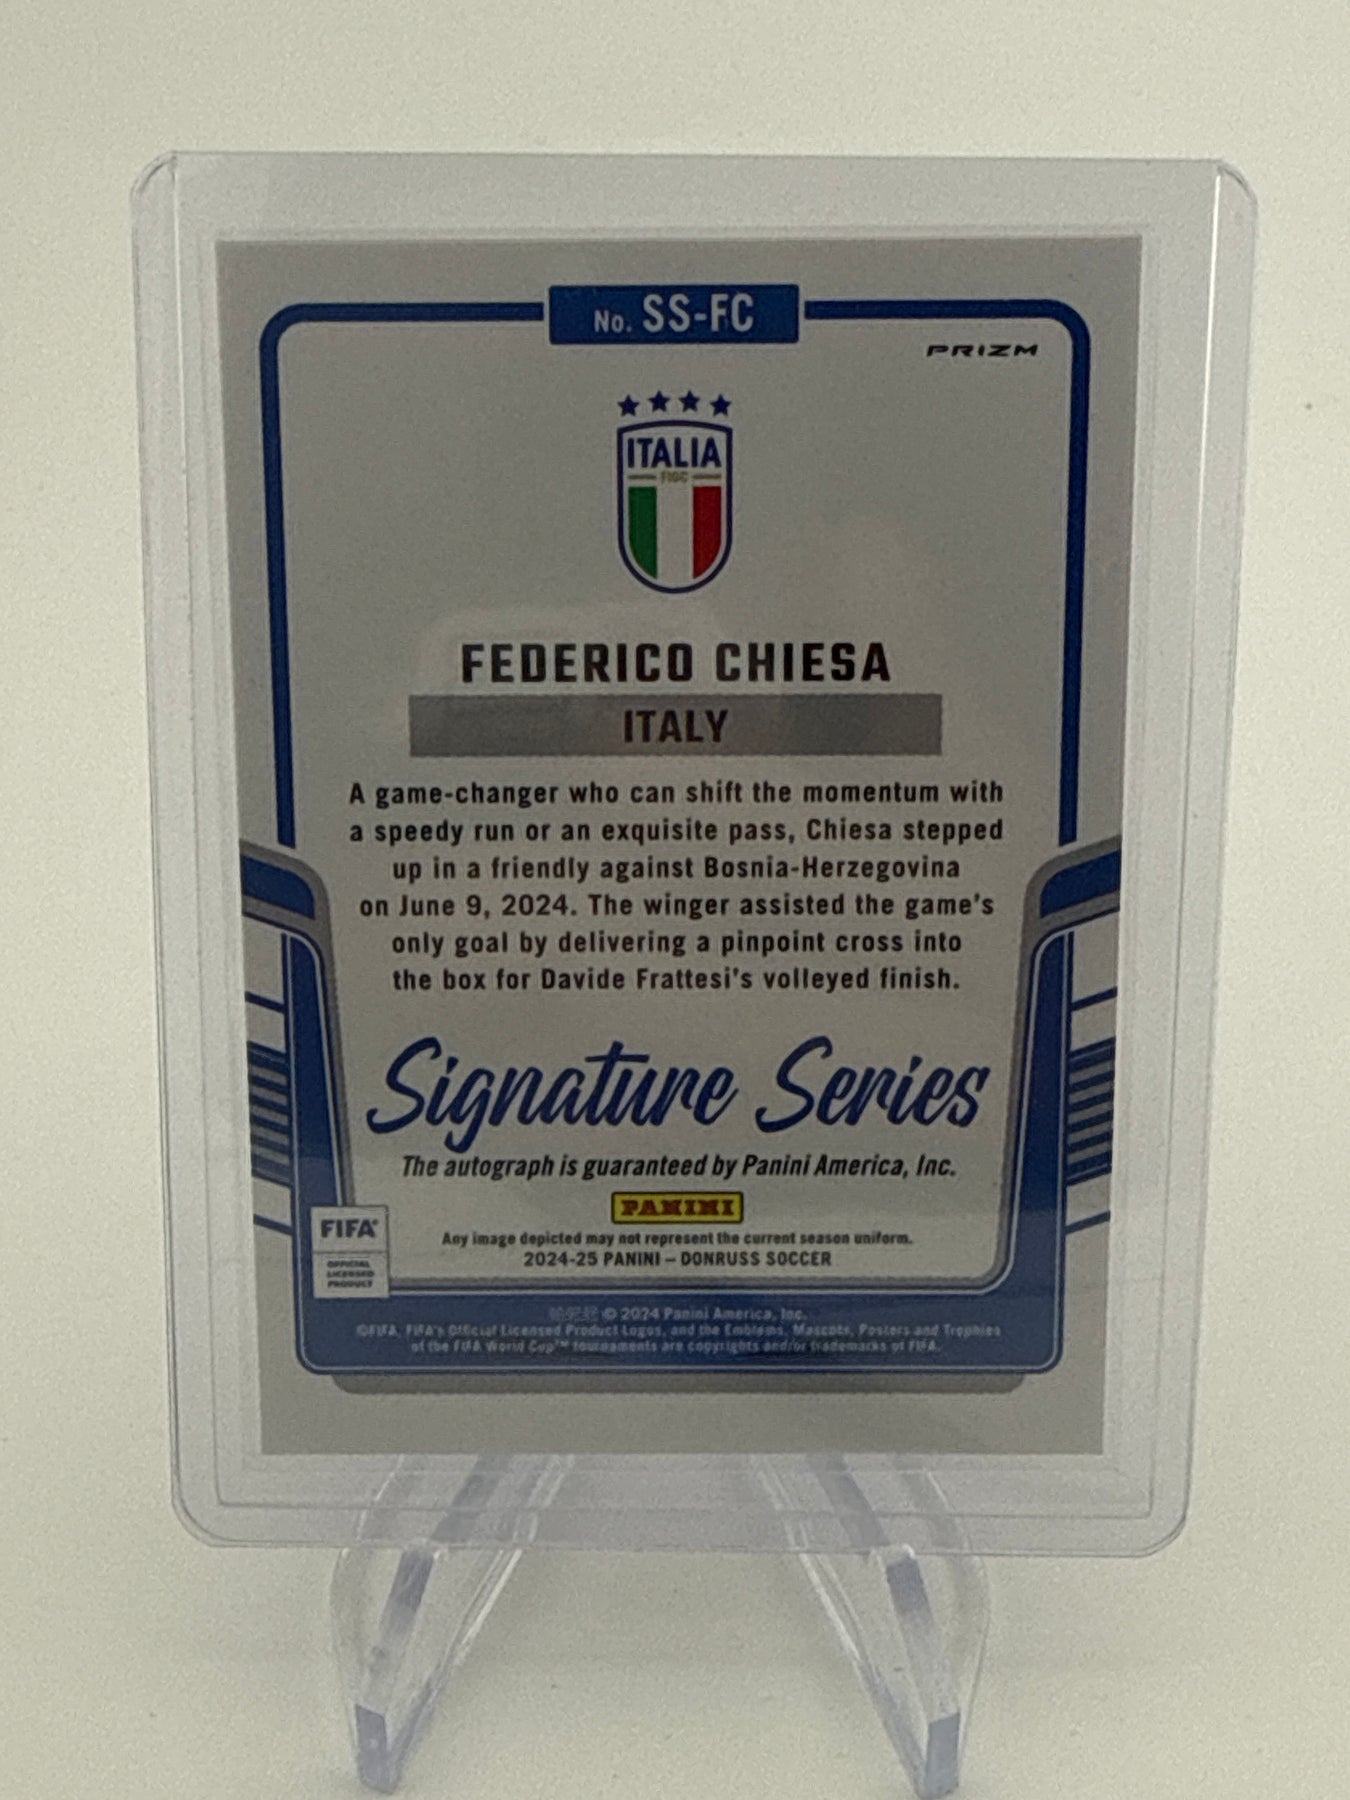 No. SS-FC
PRIZM
ITALIA
FIGC
FEDERICO CHIESA
ITALY
A game-changer who can shift the momentum with
a speedy run or an exquisite pass, Chiesa stepped
up in a friendly against Bosnia-Herzegovina
on June 9, 2024. The winger assisted the game's
only goal by delivering a pinpoint cross into
the box for Davide Frattesi's volleyed finish.
Signature Series
The autograph is guaranteed by Panini America, Inc.
PANINI
FIFA®
OFFICIAL
LICENSED
PRODUCT
Any image depicted may not represent the current season uniform.
2024-25 PANINI – DONRUSS SOCCER
© 2024 Panini America, Inc.
©FIFA, FIFA's Official Licensed Product Logos, and the Emblems, Mascots, Posters and Trophies
of the FIFA World Cup™ tournaments are copyrights and/or trademarks of FIFA.